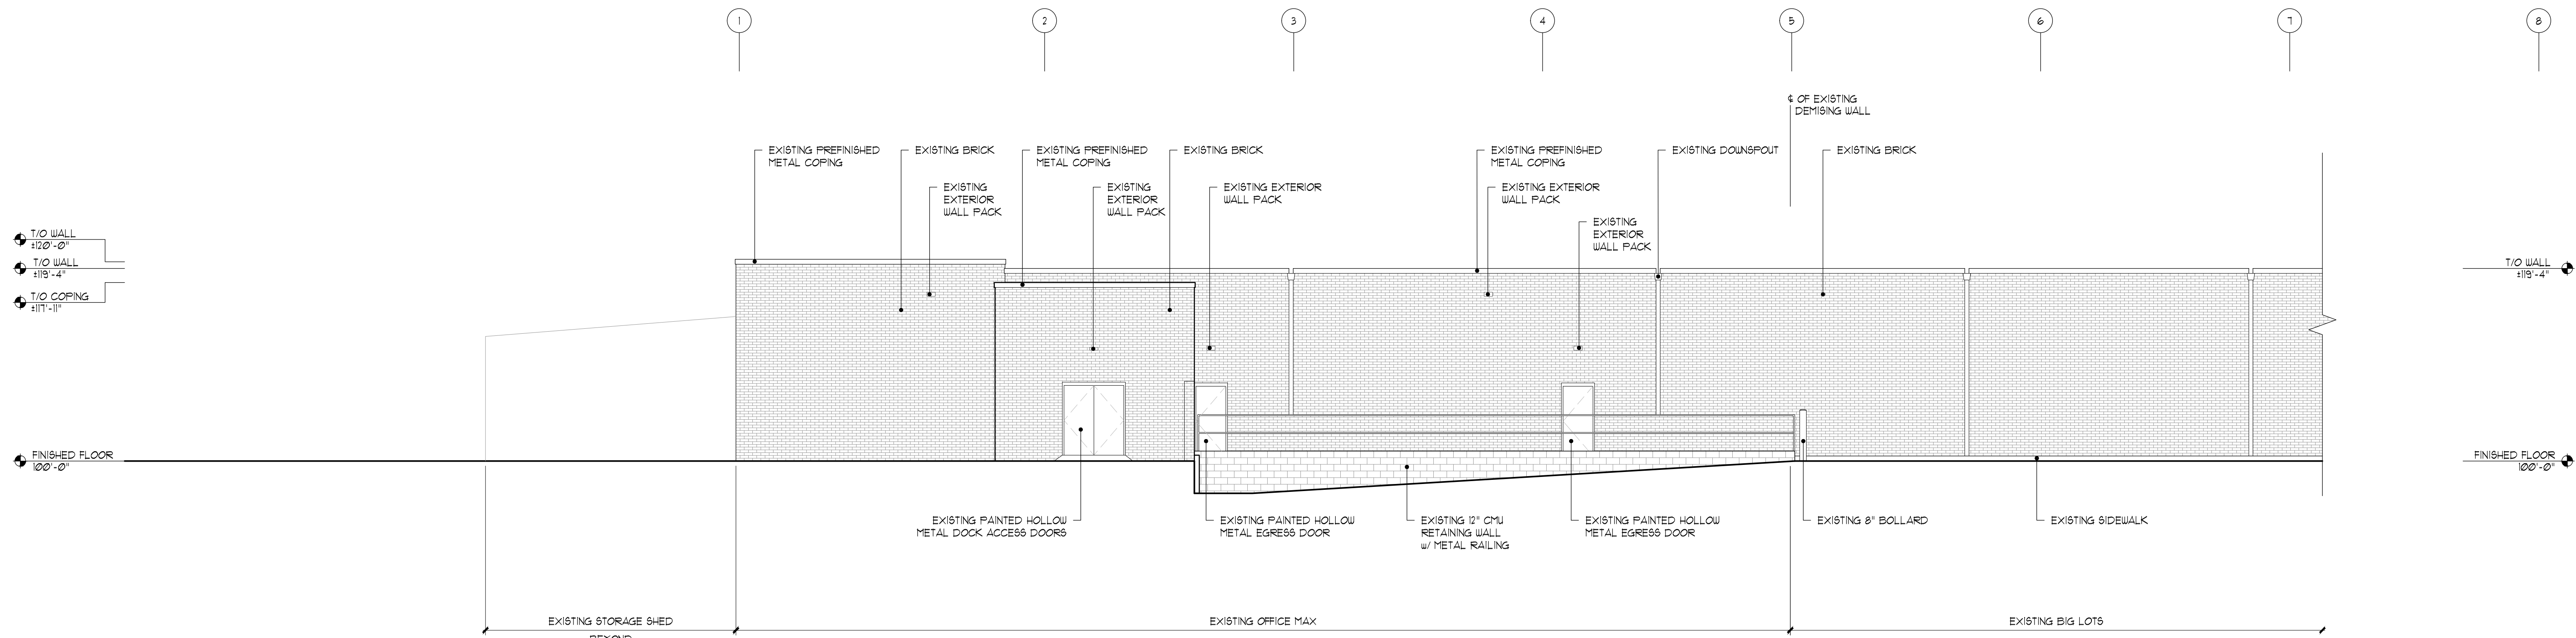 1
2
3
4
5
6
7
8
℄ OF EXISTING
DEMISING WALL
EXISTING PREFINISHED
METAL COPING
EXISTING BRICK
EXISTING PREFINISHED
METAL COPING
EXISTING BRICK
EXISTING PREFINISHED
METAL COPING
EXISTING DOWNSPOUT
EXISTING BRICK
EXISTING
EXTERIOR
WALL PACK
EXISTING
EXTERIOR
WALL PACK
EXISTING EXTERIOR
WALL PACK
EXISTING EXTERIOR
WALL PACK
EXISTING
EXTERIOR
WALL PACK
T/O WALL
±120'-0"
T/O WALL
±119'-4"
T/O COPING
±117'-11"
T/O WALL
±119'-4"
FINISHED FLOOR
100'-0"
FINISHED FLOOR
100'-0"
EXISTING PAINTED HOLLOW
METAL DOCK ACCESS DOORS
EXISTING PAINTED HOLLOW
METAL EGRESS DOOR
EXISTING 12" CMU
RETAINING WALL
w/ METAL RAILING
EXISTING PAINTED HOLLOW
METAL EGRESS DOOR
EXISTING 8" BOLLARD
EXISTING SIDEWALK
EXISTING STORAGE SHED
BEYOND
EXISTING OFFICE MAX
EXISTING BIG LOTS